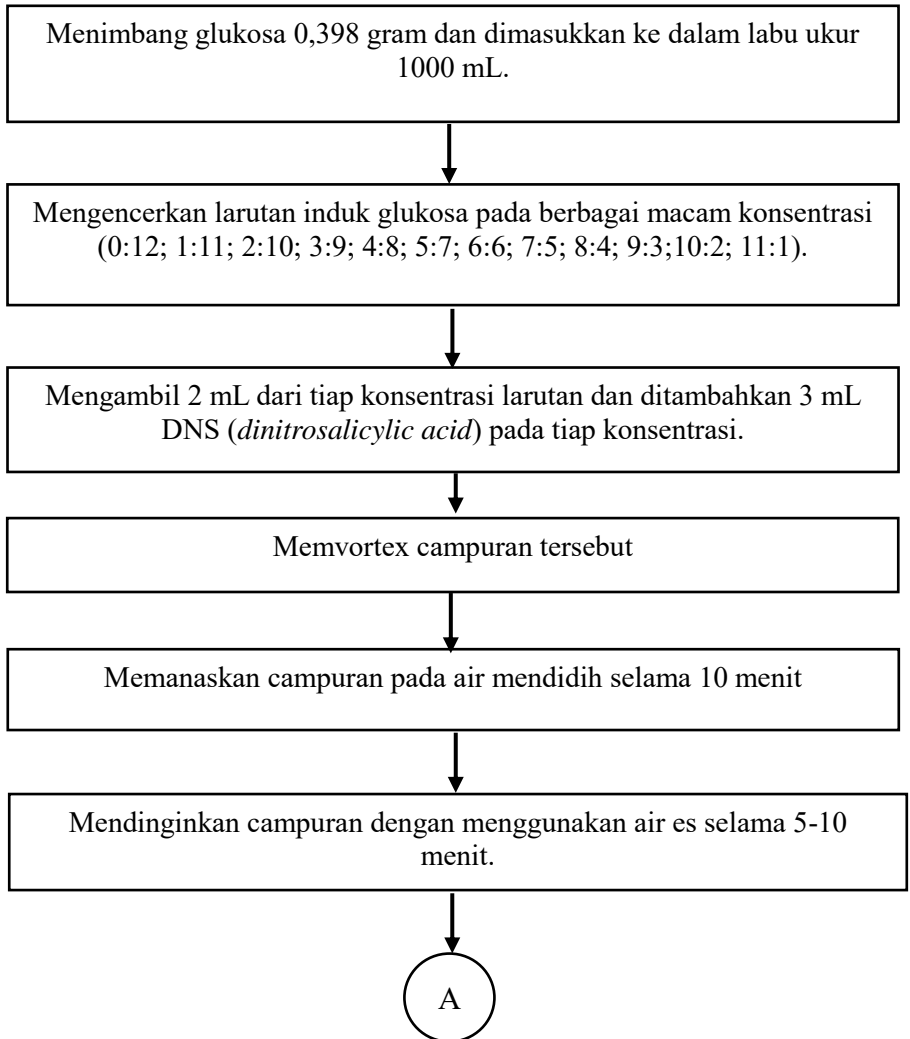 Menimbang glukosa 0,398 gram dan dimasukkan ke dalam labu ukur
1000 mL.
Mengencerkan larutan induk glukosa pada berbagai macam konsentrasi
(0:12; 1:11; 2:10; 3:9; 4:8; 5:7; 6:6; 7:5; 8:4; 9:3;10:2; 11:1).
Mengambil 2 mL dari tiap konsentrasi larutan dan ditambahkan 3 mL
DNS (dinitrosalicylic acid) pada tiap konsentrasi.
Memvortex campuran tersebut
Memanaskan campuran pada air mendidih selama 10 menit
Mendinginkan campuran dengan menggunakan air es selama 5-10
menit.
A